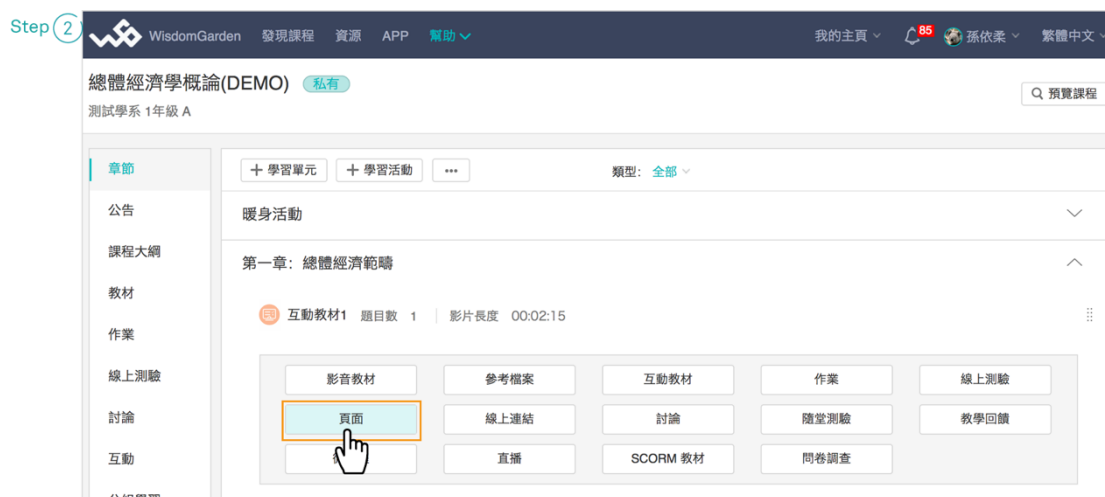 Step 2
WisdomGarden 發現課程 資源 APP 幫助 我的主頁 85 孫依柔 繁體中文
總體經濟學概論(DEMO) 私有
測試學系 1年級 A
預覽課程
章節
公告
課程大綱
教材
作業
線上測驗
討論
互動
+ 學習單元 + 學習活動 ••• 類型: 全部
暖身活動
第一章: 總體經濟範疇
互動教材1 題目數 1 影片長度 00:02:15
影音教材 參考檔案 互動教材 作業 線上測驗
頁面 線上連結 討論 隨堂測驗 教學回饋
直播 SCORM 教材 問卷調查